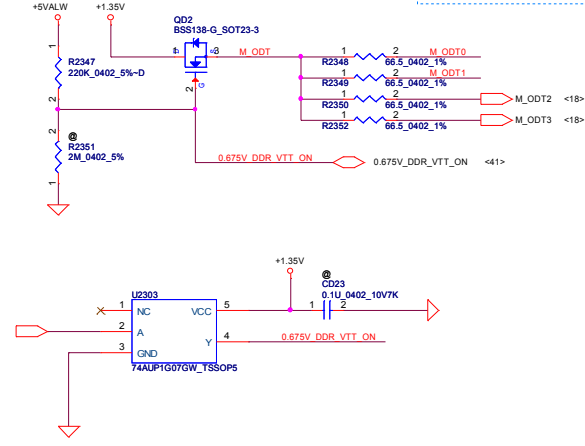 +5VALW
+1.35V
QD2
BSS138-G_SOT23-3
1
1
D
S
3
M_ODT
1
2
M_ODT0
R2348
66.5_0402_1%
R2347
220K_0402_5%~D
1
2
M_ODT1
R2349
66.5_0402_1%
2
G
2
1
2
M_ODT2 <18>
R2350
66.5_0402_1%
1
2
M_ODT3 <18>
R2352
66.5_0402_1%
2
@
R2351
2M_0402_5%
1
0.675V_DDR_VTT_ON
0.675V_DDR_VTT_ON <41>
+1.35V
@
CD23
0.1U_0402_10V7K
U2303
1
NC
VCC
5
1
2
2
A
Y
4
0.675V_DDR_VTT_ON
3
GND
74AUP1G07GW_TSSOP5